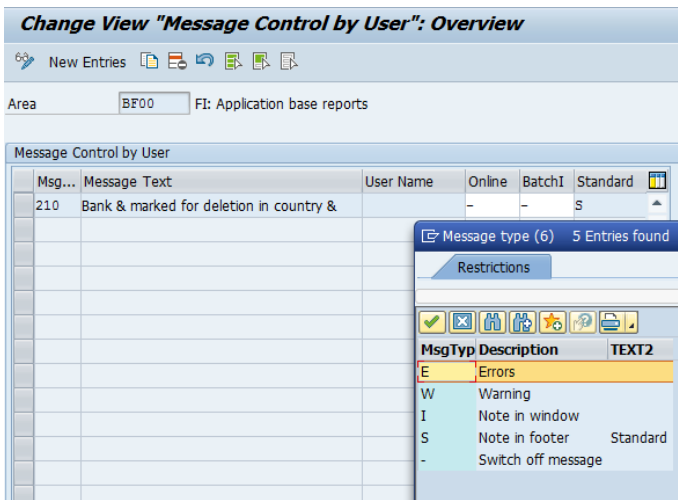 Change View "Message Control by User": Overview
New Entries
Area BF00 FI: Application base reports
Message Control by User
Msg... Message Text User Name Online BatchI Standard
210 Bank & marked for deletion in country & - - S
Message type (6) 5 Entries found
Restrictions
MsgTyp Description TEXT2
E Errors
W Warning
I Note in window
S Note in footer Standard
- Switch off message